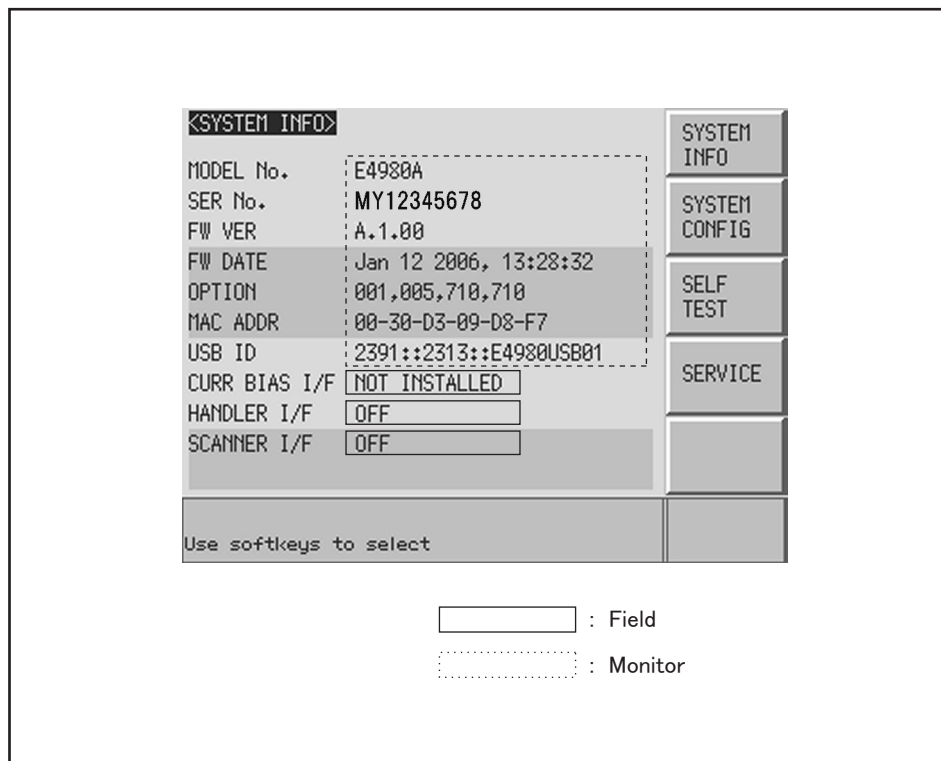 <SYSTEM INFO>
MODEL No. E4980A
SER No. MY12345678
FW VER A.1.00
FW DATE Jan 12 2006, 13:28:32
OPTION 001,005,710,710
MAC ADDR 00-30-D3-09-D8-F7
USB ID 2391::2313::E4980USB01
CURR BIAS I/F NOT INSTALLED
HANDLER I/F OFF
SCANNER I/F OFF
Use softkeys to select
SYSTEM
INFO
SYSTEM
CONFIG
SELF
TEST
SERVICE
: Field
: Monitor